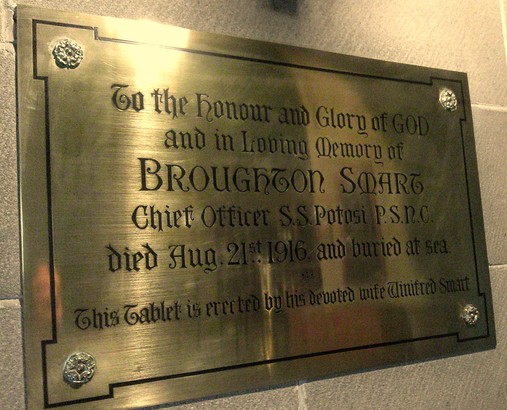 To the Honour and Glory of GOD
and in Loving Memory of
BROUGHTON SMART
Chief Officer S.S. Potosi P.S.N.C.
died Aug. 21st 1916, and buried at sea
This Tablet is erected by his devoted wife Winifred Smart